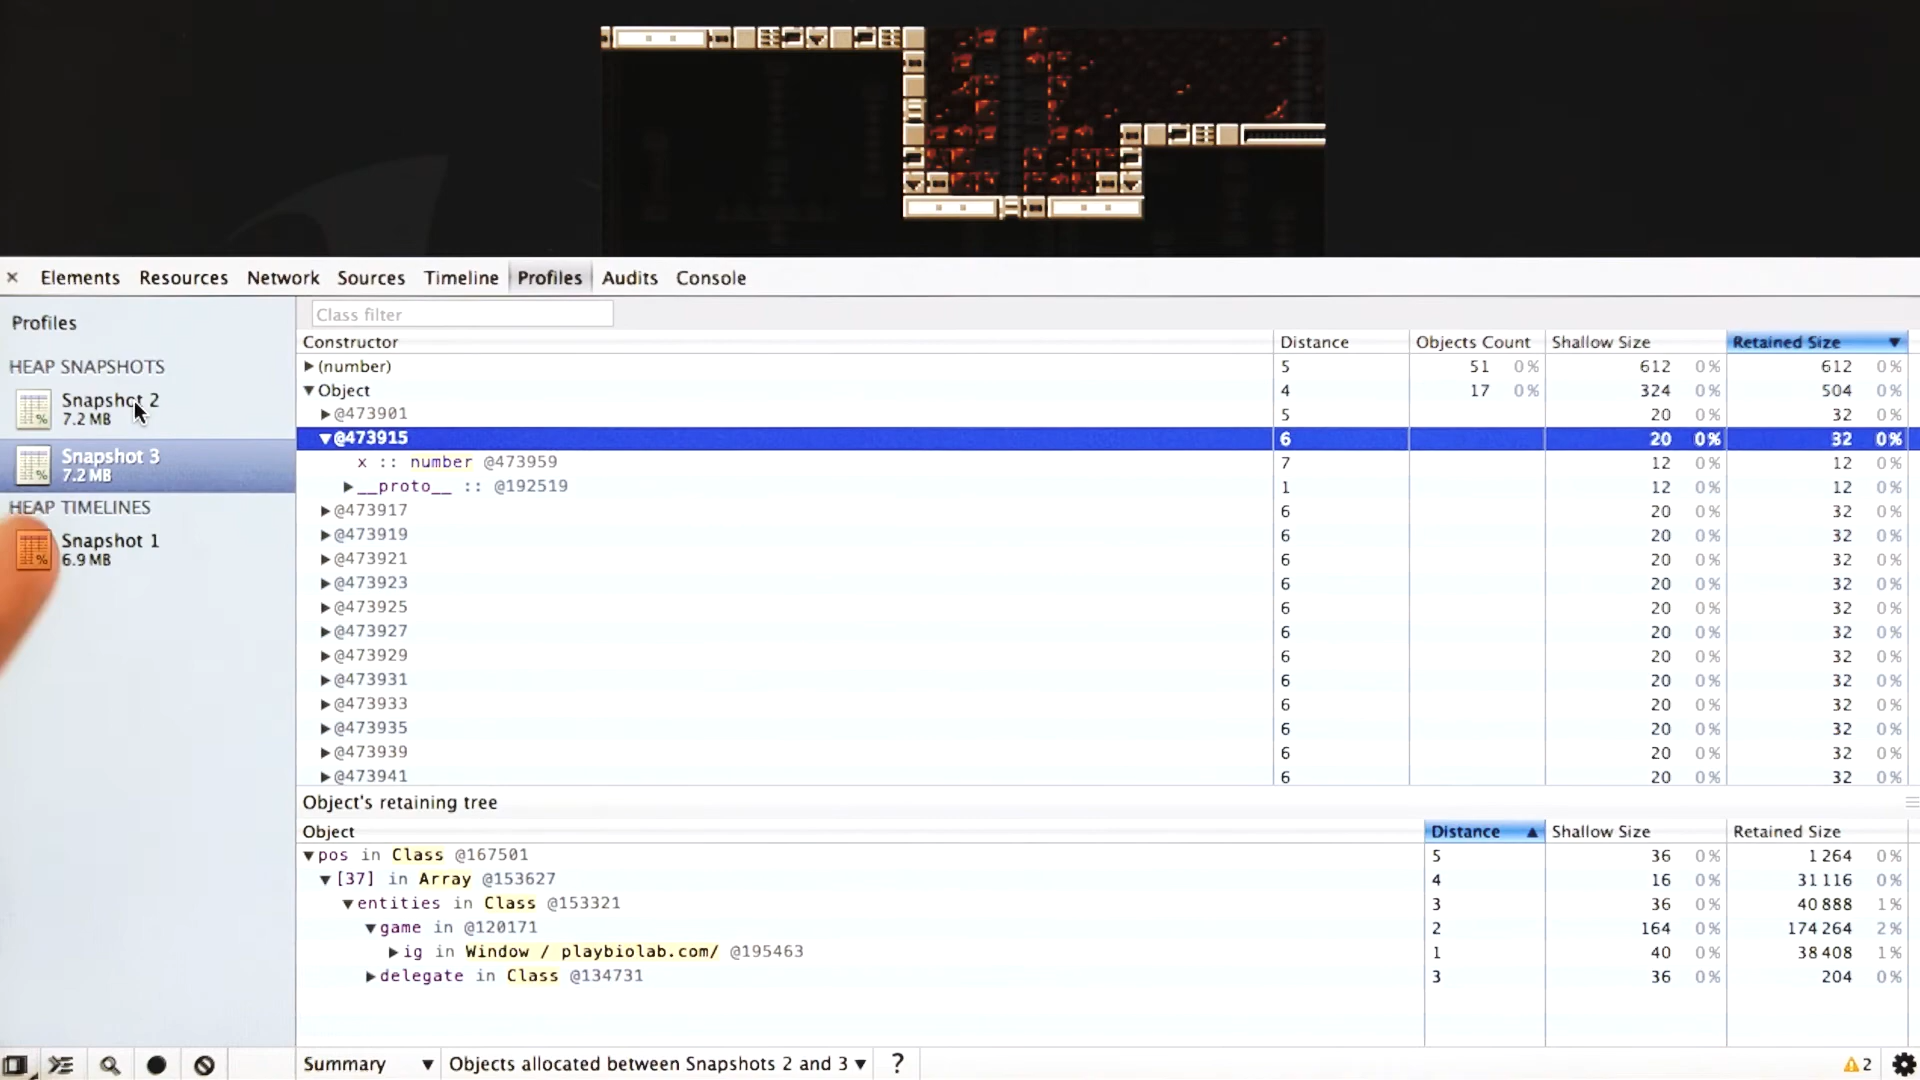 × Elements Resources Network Sources Timeline Profiles Audits Console
Profiles
Class filter
HEAP SNAPSHOTS
Snapshot 2
7.2 MB
Snapshot 3
7.2 MB
HEAP TIMELINES
Snapshot 1
6.9 MB
Constructor Distance Objects Count Shallow Size Retained Size ▼
▶(number) 5 51 0% 612 0% 612 0%
▼Object 4 17 0% 324 0% 504 0%
▶@473901 5 20 0% 32 0%
▼@473915 6 20 0% 32 0%
x :: number @473959 7 12 0% 12 0%
▶__proto__ :: @192519 1 12 0% 12 0%
▶@473917 6 20 0% 32 0%
▶@473919 6 20 0% 32 0%
▶@473921 6 20 0% 32 0%
▶@473923 6 20 0% 32 0%
▶@473925 6 20 0% 32 0%
▶@473927 6 20 0% 32 0%
▶@473929 6 20 0% 32 0%
▶@473931 6 20 0% 32 0%
▶@473933 6 20 0% 32 0%
▶@473935 6 20 0% 32 0%
▶@473939 6 20 0% 32 0%
▶@473941 6 20 0% 32 0%
Object's retaining tree
Object Distance ▲ Shallow Size Retained Size
▼pos in Class @167501 5 36 0% 1 264 0%
▼[37] in Array @153627 4 16 0% 31 116 0%
▼entities in Class @153321 3 36 0% 40 888 1%
▼game in @120171 2 164 0% 174 264 2%
▶ig in Window / playbiolab.com/ @195463 1 40 0% 38 408 1%
▶delegate in Class @134731 3 36 0% 204 0%
Summary ▼ Objects allocated between Snapshots 2 and 3 ▼ ? 2